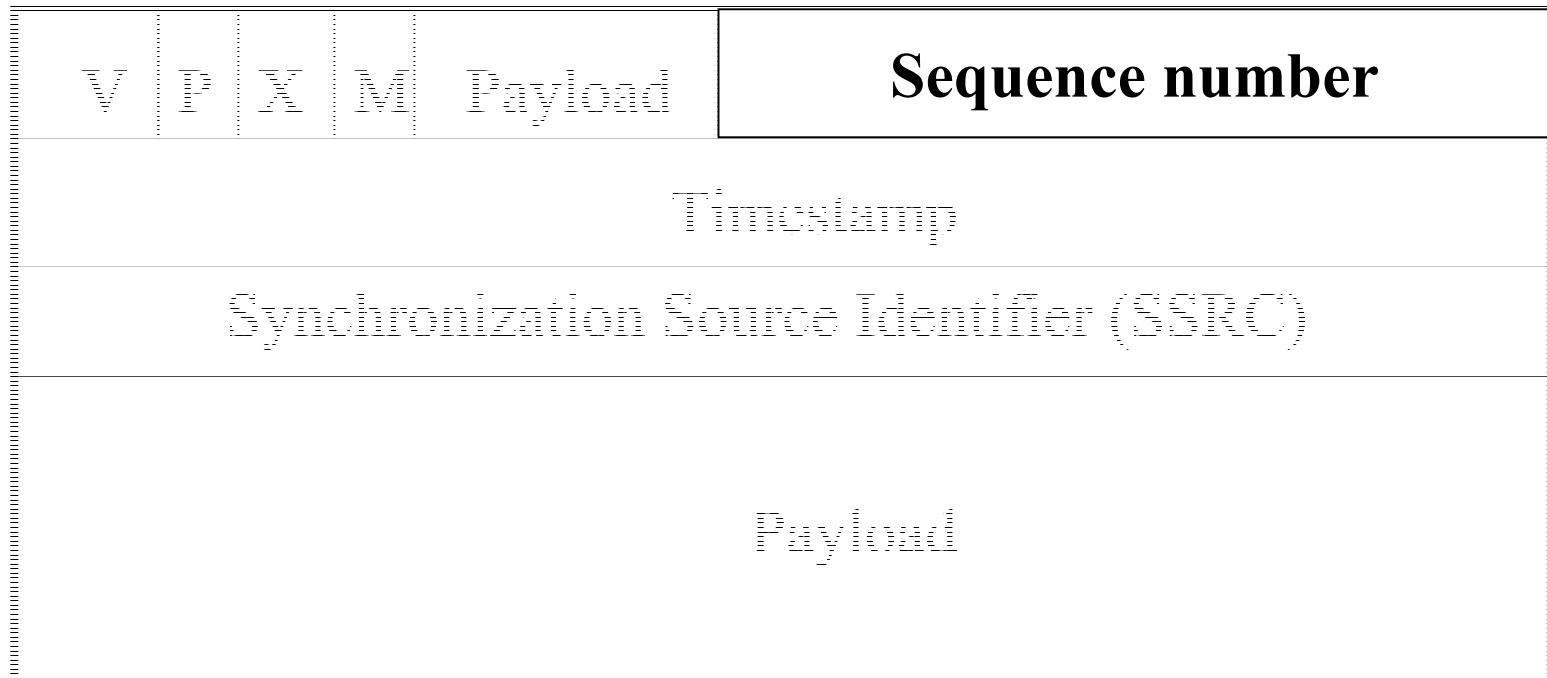 V P X M Payload Sequence number
Timestamp
Synchronization Source Identifier (SSRC)
Payload